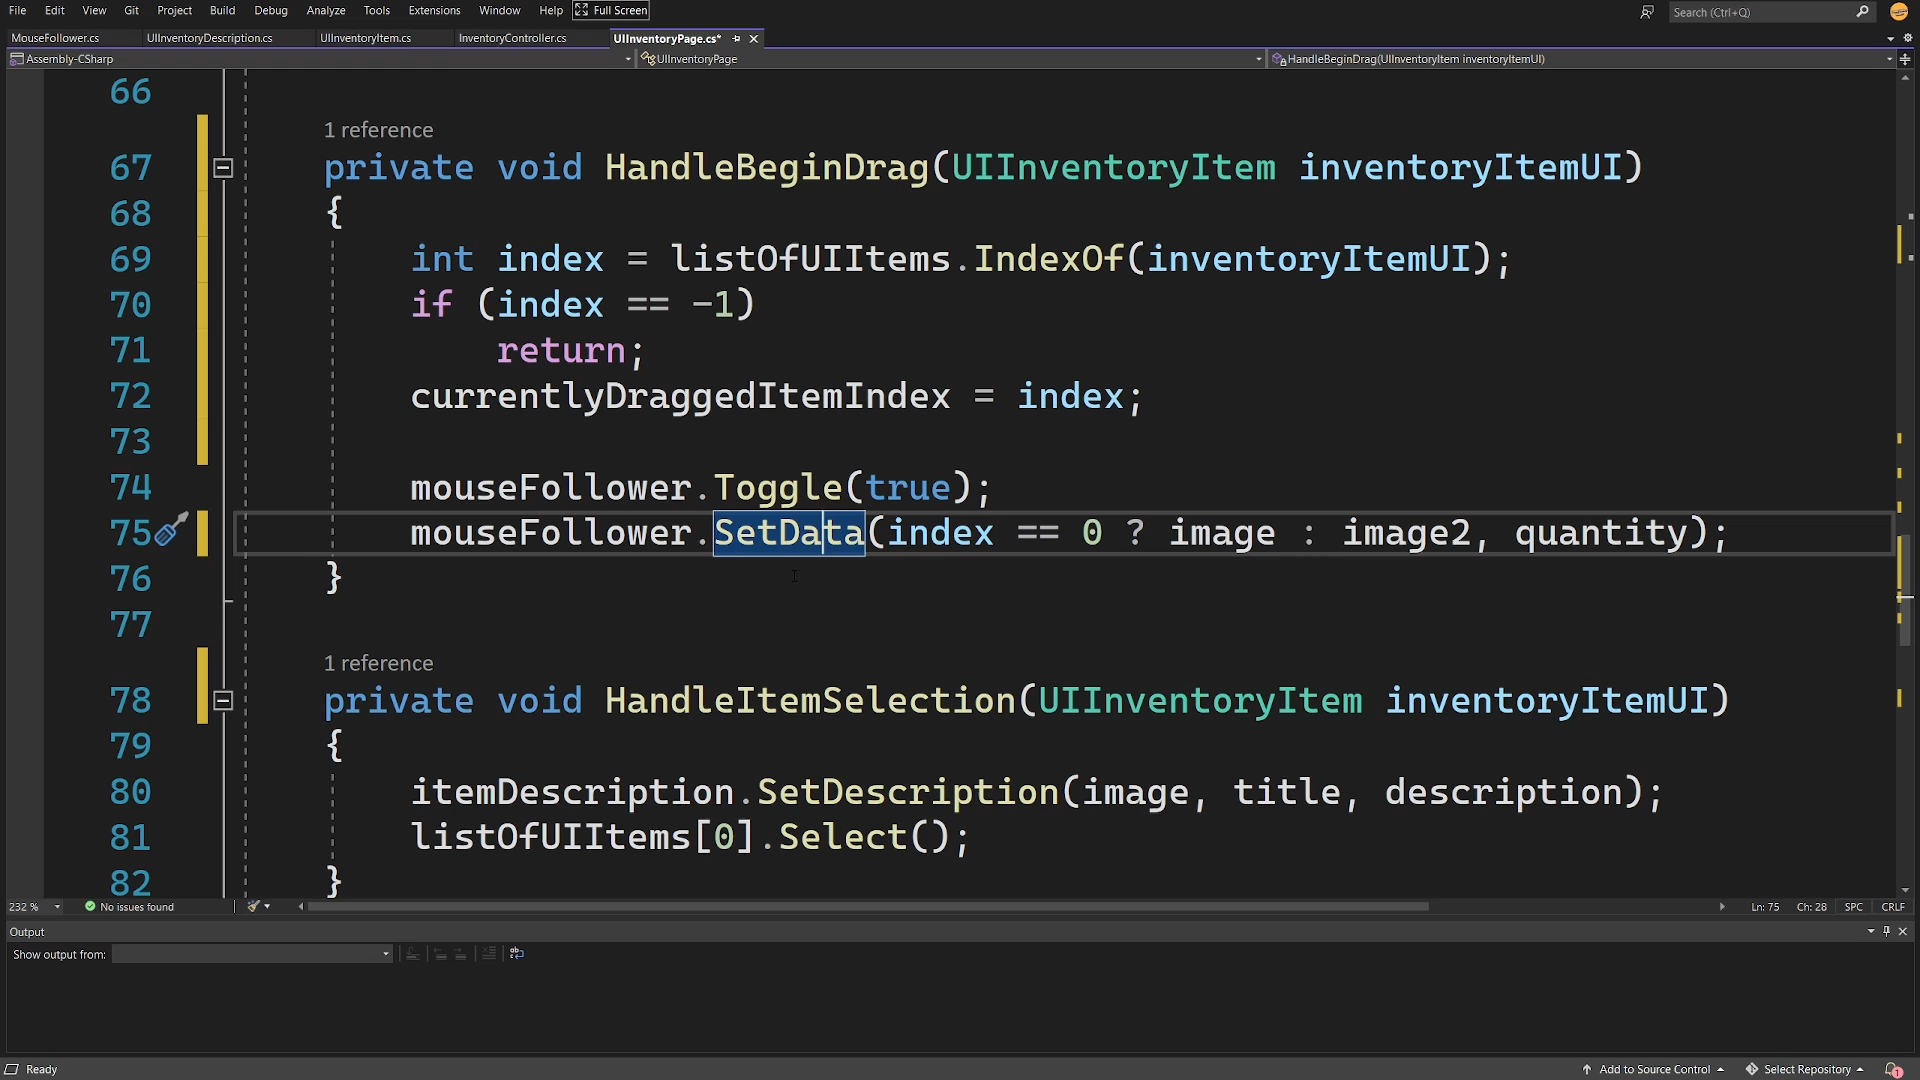 File Edit View Git Project Build Debug Analyze Tools Extensions Window Help Full Screen Search (Ctrl+Q)
MouseFollower.cs UIInventoryDescription.cs UIInventoryItem.cs InventoryController.cs UIInventoryPage.cs*
Assembly-CSharp UIInventoryPage HandleBeginDrag(UIInventoryItem inventoryItemUI)
66
1 reference
67 private void HandleBeginDrag(UIInventoryItem inventoryItemUI)
68 {
69 int index = listOfUIItems.IndexOf(inventoryItemUI);
70 if (index == -1)
71 return;
72 currentlyDraggedItemIndex = index;
73
74 mouseFollower.Toggle(true);
75 mouseFollower.SetData(index == 0 ? image : image2, quantity);
76 }
77
1 reference
78 private void HandleItemSelection(UIInventoryItem inventoryItemUI)
79 {
80 itemDescription.SetDescription(image, title, description);
81 listOfUIItems[0].Select();
82 }
232 % No issues found Ln: 75 Ch: 28 SPC CRLF
Output
Show output from:
Ready Add to Source Control Select Repository 1